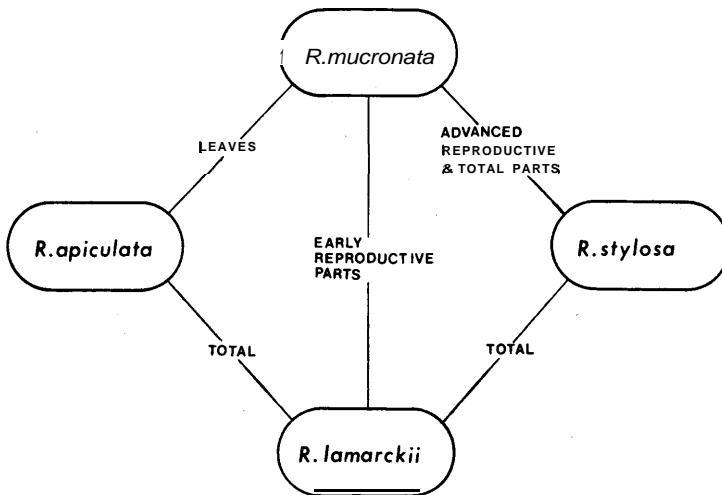 R.mucronata
LEAVES
ADVANCED
REPRODUCTIVE
& TOTAL PARTS
R.apiculata
EARLY
REPRODUCTIVE
PARTS
R.stylosa
TOTAL
TOTAL
R.lamarckii